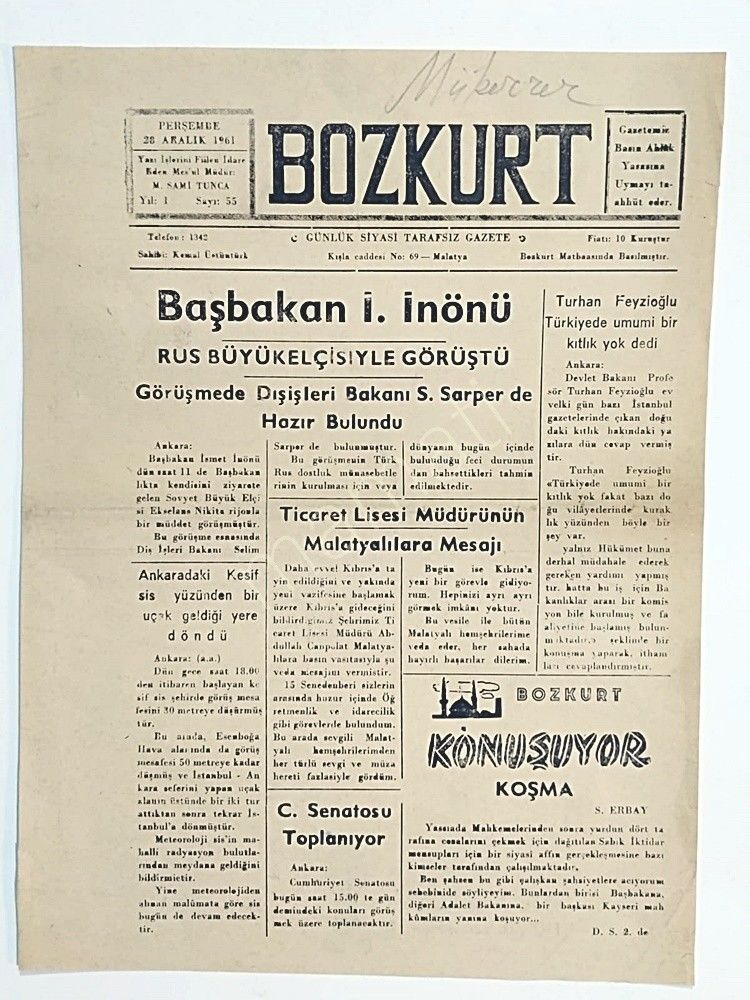 Mükerrer
PERŞEMBE
28 ARALIK 1961
Yazı İşlerini Fiilen İdare
Eden Mes'ul Müdür:
M. SAMİ TUNCA
Yıl: 1 Sayı: 55
BOZKURT
Gazetemiz
Basın Ahlâk
Yasasına
Uymayı ta-
ahhüt eder.
Telefon: 1342
GÜNLÜK SİYASİ TARAFSIZ GAZETE
Fiatı: 10 Kuruştur
Sahibi: Kemal Üstüntürk
Kışla caddesi No: 69 — Malatya
Bozkurt Matbaasında Basılmıştır.
Başbakan İ. İnönü
RUS BÜYÜKELÇİSİYLE GÖRÜŞTÜ
Görüşmede Dışişleri Bakanı S. Sarper de
Hazır Bulundu
Ankara:
Başbakan İsmet İnönü
dün saat 11 de Başbakan
lıkta kendisini ziyarete
gelen Sovyet Büyük Elçi
si Ekselans Nikita rijonla
bir müddet görüşmüştür.
Bu görüşme esnasında
Dış İşleri Bakanı Selim
Sarper de bulunmuştur.
Bu görüşmenin Türk
Rus dostluk münasebetle
rinin kurulması için veya
dünyanın bugün içinde
bulunduğu feci durumun
dan bahsettikleri tahmin
edilmektedir.
Ankaradaki Kesif
sis yüzünden bir
uçak geldiği yere
döndü
Ankara: (a.a.)
Dün gece saat 18.00
den itibaren başlayan ke
sif sis şehirde görüş mesa
fesini 30 metreye düşürmüş
tür.
Bu arada, Esenboğa
Hava alanında da görüş
mesafesi 50 metreye kadar
düşmüş ve İstanbul - An
kara seferini yapan uçak
alanın üstünde bir iki tur
attıktan sonra tekrar İs-
tanbul'a dönmüştür.
Meteoroloji sis'in ma-
halli radyasyon bulutla-
rından meydana geldiğini
bildirmiştir.
Yine meteorolojiden
alınan malûmata göre sis
bugün de devam edecek-
tir.
Ticaret Lisesi Müdürünün
Malatyalılara Mesajı
Daha evvel Kıbrıs'a ta
yin edildiğini ve yakında
yeni vazifesine başlamak
üzere Kıbrıs'a gideceğini
bildirdiğimiz Şehrimiz Ti
caret Lisesi Müdürü Ab-
dullah Canpolat Malatya-
lılara basın vasıtasıyla şu
veda mesajını vermiştir.
15 Senedenberi sizlerin
arasında huzur içinde Öğ
retmenlik ve idarecilik
gibi görevlerde bulundum.
Bu arada sevgili Malat-
yalı hemşehrilerimden
her türlü sevgi ve müza
hereti fazlasiyle gördüm.
Bugün ise Kıbrıs'a
yeni bir görevle gidiyo-
rum. Hepinizi ayrı ayrı
görmek imkânı yoktur.
Bu vesile ile bütün
Malatyalı hemşehrilerime
veda eder, her sahada
hayırlı başarılar dilerim.
C. Senatosu
Toplanıyor
Ankara:
Cumhuriyet Senatosu
bugün saat 15.00 te gün
demindeki konuları görüş
mek üzere toplanacaktır.
Turhan Feyzioğlu
Türkiyede umumi bir
kıtlık yok dedi
Ankara:
Devlet Bakanı Profe
sör Turhan Feyzioğlu ev
velki gün bazı İstanbul
gazetelerinde çıkan doğu
daki kıtlık hakkındaki ya
zılara dün cevap vermiş
tir.
Turhan Feyzioğlu
«Türkiyede umumi bir
kıtlık yok fakat bazı do
ğu vilâyetlerinde kurak
lık yüzünden böyle bir
şey var.
yalnız Hükümet buna
derhal müdahale ederek
gereken yardımı yapmış
tır. hatta bu iş için Ba
kanlıklar arası bir komis
yon bile kurulmuş ve fa
aliyetine başlamış bulun-
maktadır.» şeklinde bir
konuşma yaparak, itham
ları cevaplandırmıştır.
BOZKURT
KONUŞUYOR
KOŞMA
S. ERBAY
Yassıada Mahkemelerinden sonra yurdun dört ta
rafına cezalarını çekmek için dağıtılan Sabık İktidar
mensupları için bir siyasi affın gerçekleşmesine bazı
kimseler tarafından çalışılmaktadır.
Ben şahsen bu gibi çalışkan şahsiyetlere acıyorum
sebebinide söyliyeyim. Bunlardan birisi Başbakana,
diğeri Adalet Bakanına, bir başkası Kayseri mah
kûmların yanına koşuyor...
D. S. 2. de